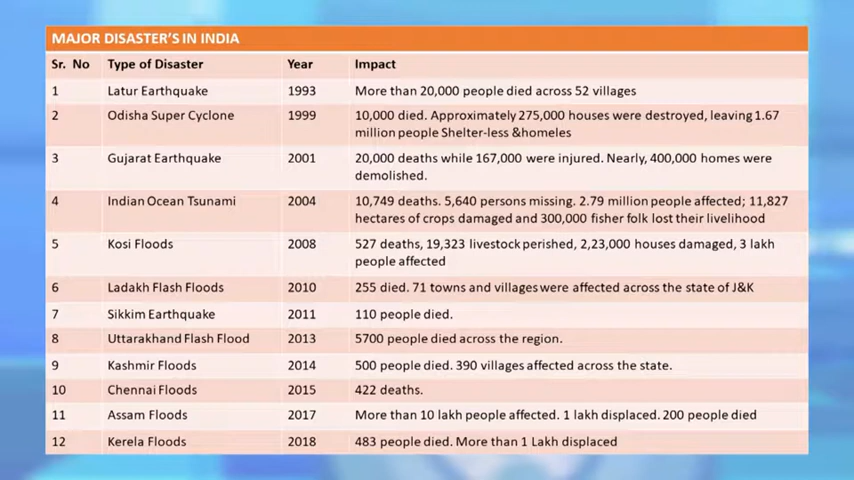 MAJOR DISASTER'S IN INDIA
Sr. No Type of Disaster Year Impact
1 Latur Earthquake 1993 More than 20,000 people died across 52 villages
2 Odisha Super Cyclone 1999 10,000 died. Approximately 275,000 houses were destroyed, leaving 1.67
million people Shelter-less &homeles
3 Gujarat Earthquake 2001 20,000 deaths while 167,000 were injured. Nearly, 400,000 homes were
demolished.
4 Indian Ocean Tsunami 2004 10,749 deaths. 5,640 persons missing. 2.79 million people affected; 11,827
hectares of crops damaged and 300,000 fisher folk lost their livelihood
5 Kosi Floods 2008 527 deaths, 19,323 livestock perished, 2,23,000 houses damaged, 3 lakh
people affected
6 Ladakh Flash Floods 2010 255 died. 71 towns and villages were affected across the state of J&K
7 Sikkim Earthquake 2011 110 people died.
8 Uttarakhand Flash Flood 2013 5700 people died across the region.
9 Kashmir Floods 2014 500 people died. 390 villages affected across the state.
10 Chennai Floods 2015 422 deaths.
11 Assam Floods 2017 More than 10 lakh people affected. 1 lakh displaced. 200 people died
12 Kerela Floods 2018 483 people died. More than 1 Lakh displaced